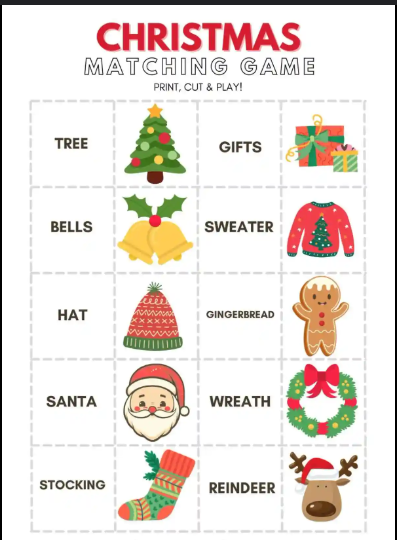 CHRISTMAS
MATCHING GAME
PRINT, CUT & PLAY!
TREE
GIFTS
BELLS
SWEATER
HAT
GINGERBREAD
SANTA
WREATH
STOCKING
REINDEER